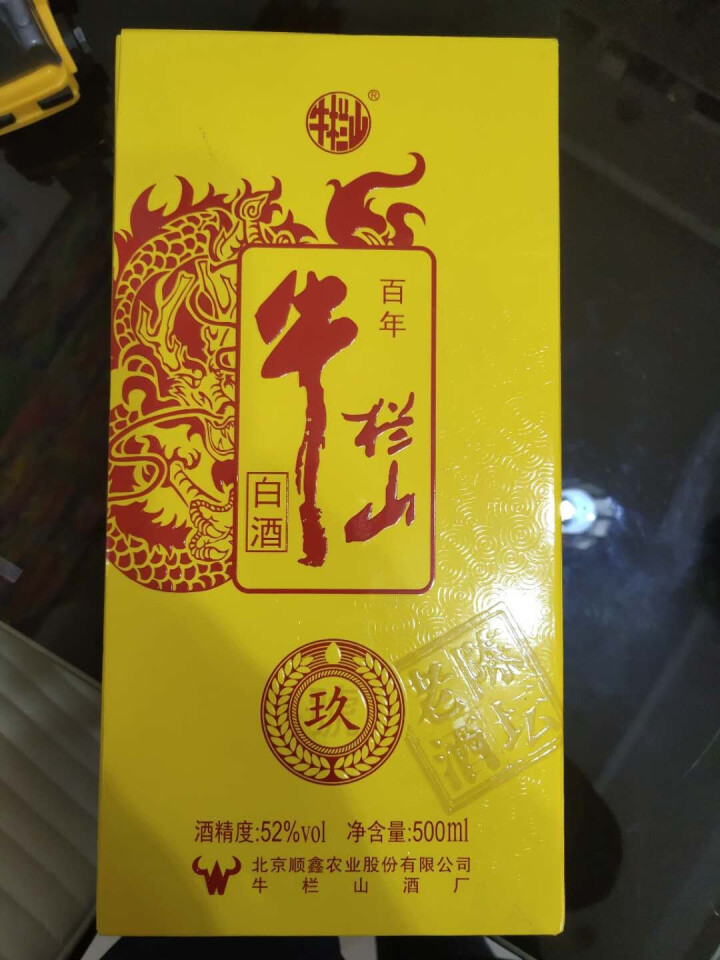 牛栏山®
百年
牛栏山
白酒
玖
陈坛
老酒
酒精度:52%vol 净含量:500ml
北京顺鑫农业股份有限公司
牛栏山酒厂